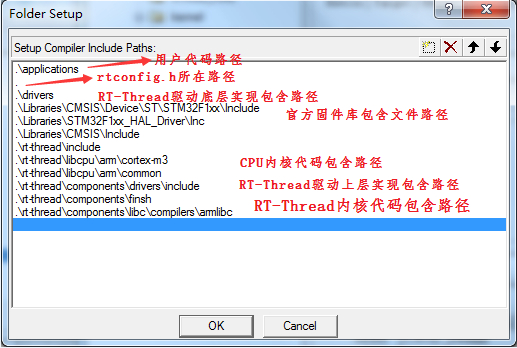 Folder Setup
Setup Compiler Include Paths:
.\applications
用户代码路径
.
rtconfig.h所在路径
.\drivers
RT-Thread驱动底层实现包含路径
.\Libraries\CMSIS\Device\ST\STM32F1xx\Include
官方固件库包含文件路径
.\Libraries\STM32F1xx_HAL_Driver\Inc
.\Libraries\CMSIS\Include
.\rt-thread\include
.\rt-thread\libcpu\arm\cortex-m3
CPU内核代码包含路径
.\rt-thread\libcpu\arm\common
.\rt-thread\components\drivers\include
RT-Thread驱动上层实现包含路径
.\rt-thread\components\finsh
RT-Thread内核代码包含路径
.\rt-thread\components\libc\compilers\armlibc
OK
Cancel